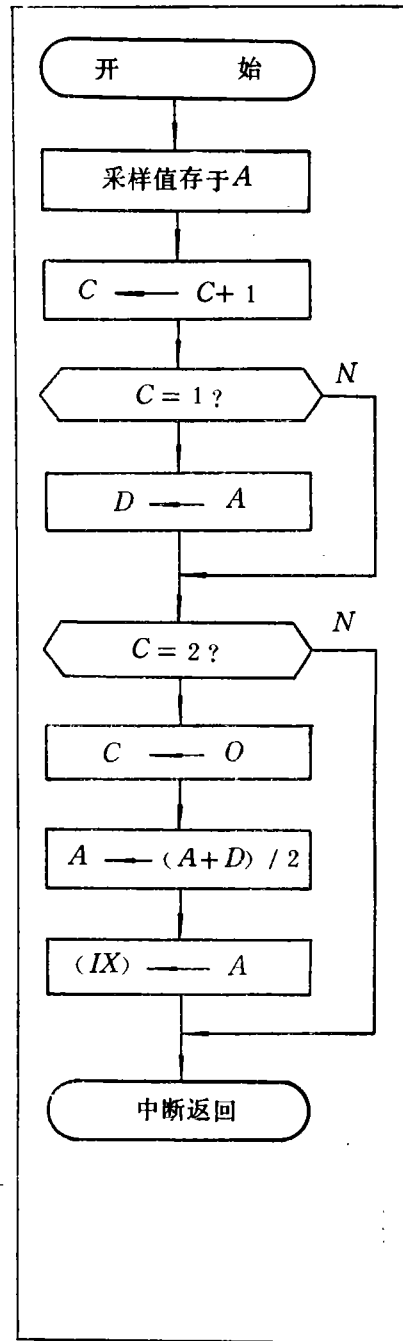 开 始
采样值存于A
C ← C+ 1
C = 1 ?
N
D ← A
C = 2 ?
N
C ← O
A ← (A+D) / 2
(IX) ← A
中断返回